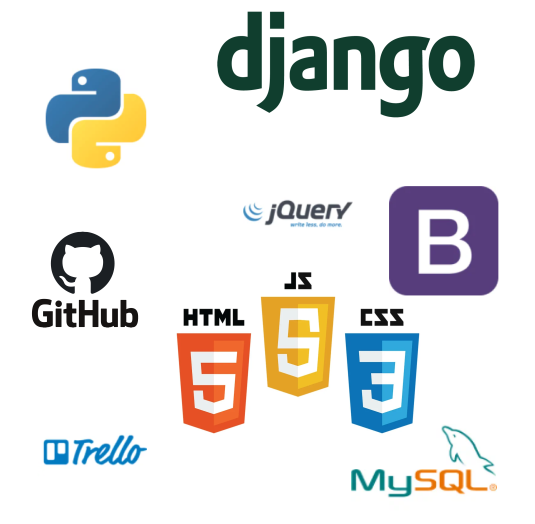 django
jQuery
write less, do more.
B
GitHub
JS
5
HTML
5
CSS
3
Trello
MySQL®